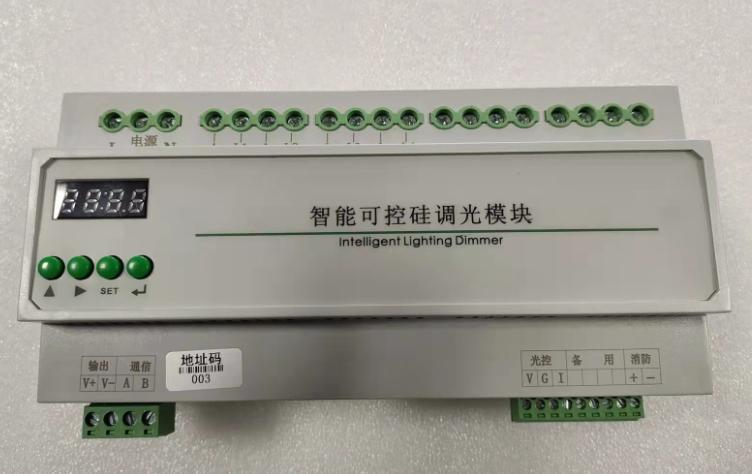 电源
N
智能可控硅调光模块
Intelligent Lighting Dimmer
SET
输出 通信
V+ V- A B
地址码
003
光控 备 用 消防
V G I + -